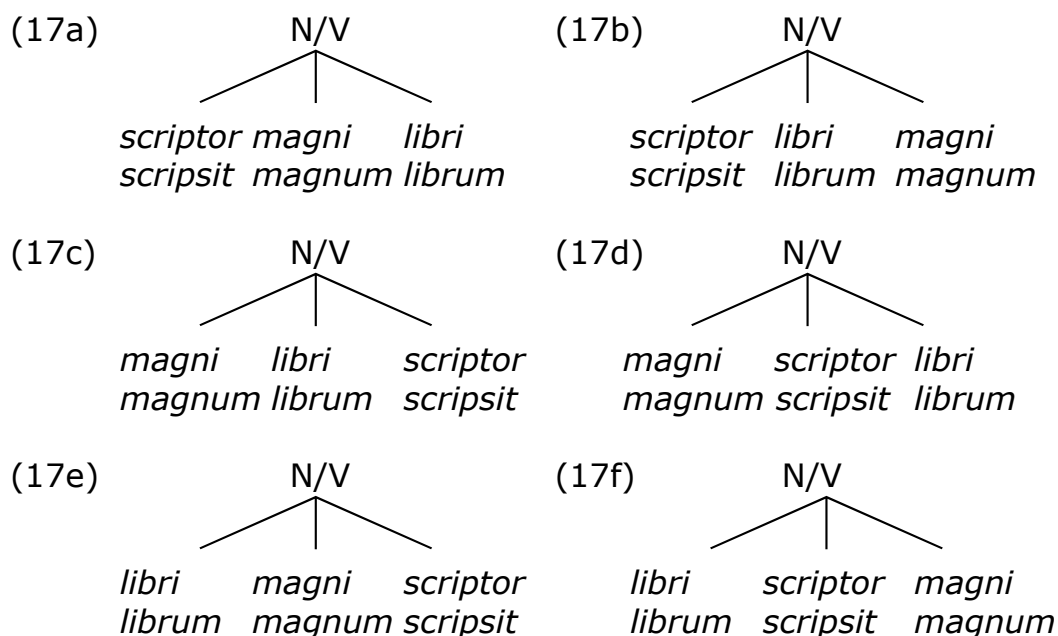 (17a) N/V (17b) N/V
scriptor magni libri scriptor libri magni
scripsit magnum librum scripsit librum magnum
(17c) N/V (17d) N/V
magni libri scriptor magni scriptor libri
magnum librum scripsit magnum scripsit librum
(17e) N/V (17f) N/V
libri magni scriptor libri scriptor magni
librum magnum scripsit librum scripsit magnum